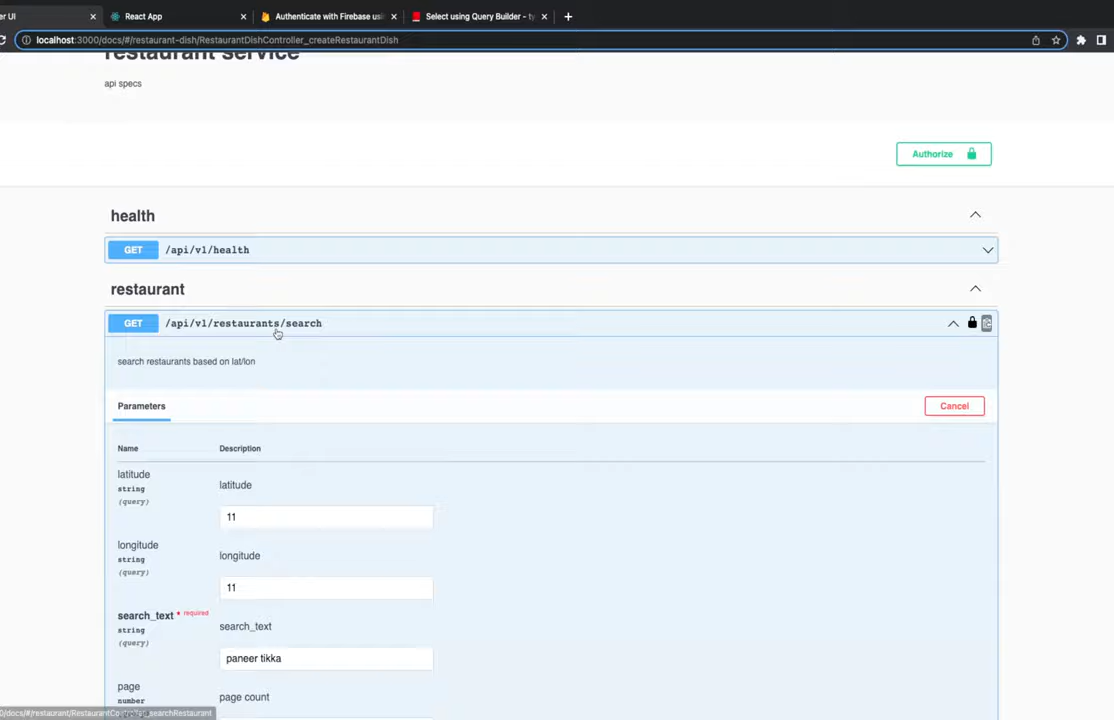 er UI
React App
Authenticate with Firebase usi
Select using Query Builder - ty
localhost:3000/docs/#/restaurant-dish/RestaurantDishController_createRestaurantDish
restaurant service
api specs
Authorize
health
GET /api/v1/health
restaurant
GET /api/v1/restaurants/search
search restaurants based on lat/lon
Parameters
Cancel
Name Description
latitude
string
(query)
latitude
11
longitude
string
(query)
longitude
11
search_text * required
string
(query)
search_text
paneer tikka
page
number
page count